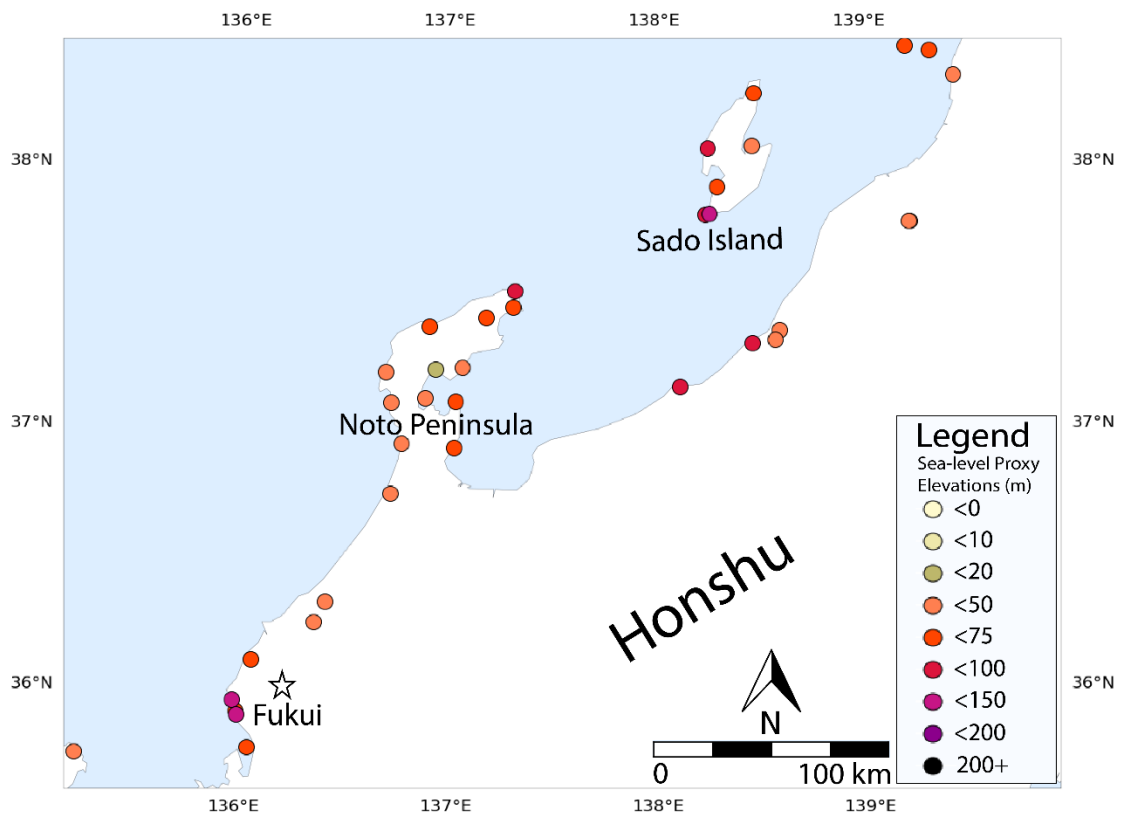 136°E 137°E 138°E 139°E
38°N 38°N
Sado Island
37°N 37°N
Noto Peninsula
Legend
Sea-level Proxy
Elevations (m)
<0
<10
<20
<50
<75
<100
<150
<200
200+
Honshu
36°N 36°N
Fukui
N
0 100 km
136°E 137°E 138°E 139°E